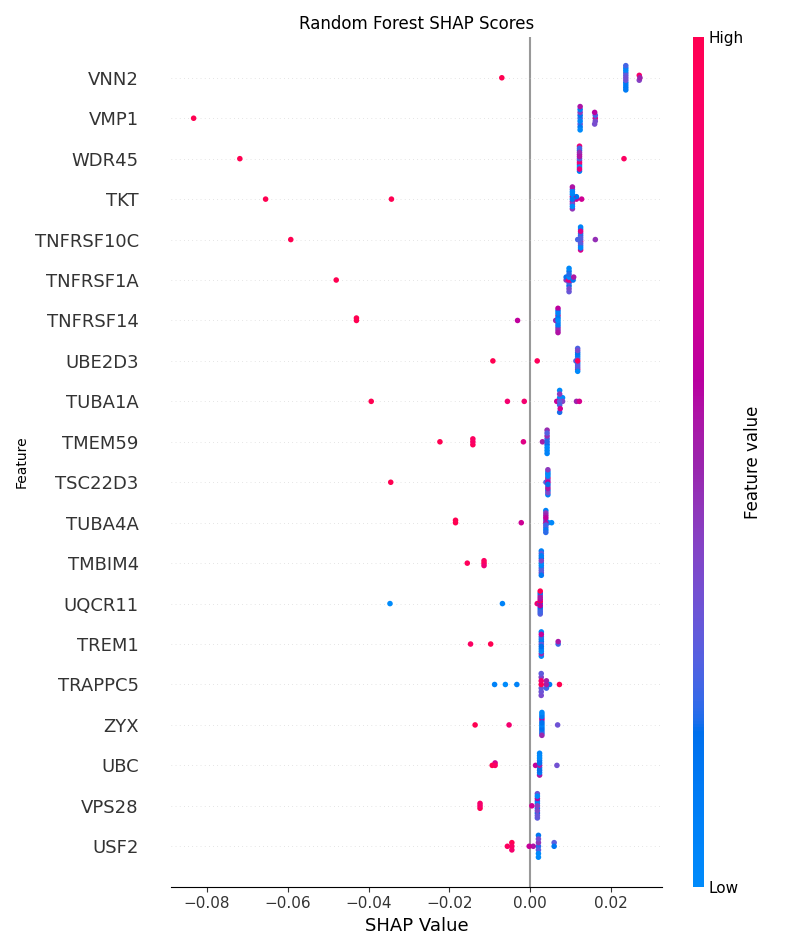 Random Forest SHAP Scores
High
VNN2
VMP1
WDR45
TKT
TNFRSF10C
TNFRSF1A
TNFRSF14
UBE2D3
TUBA1A
TMEM59
TSC22D3
TUBA4A
TMBIM4
UQCR11
TREM1
TRAPPC5
ZYX
UBC
VPS28
USF2
Feature
Feature value
Low
−0.08 −0.06 −0.04 −0.02 0.00 0.02
SHAP Value